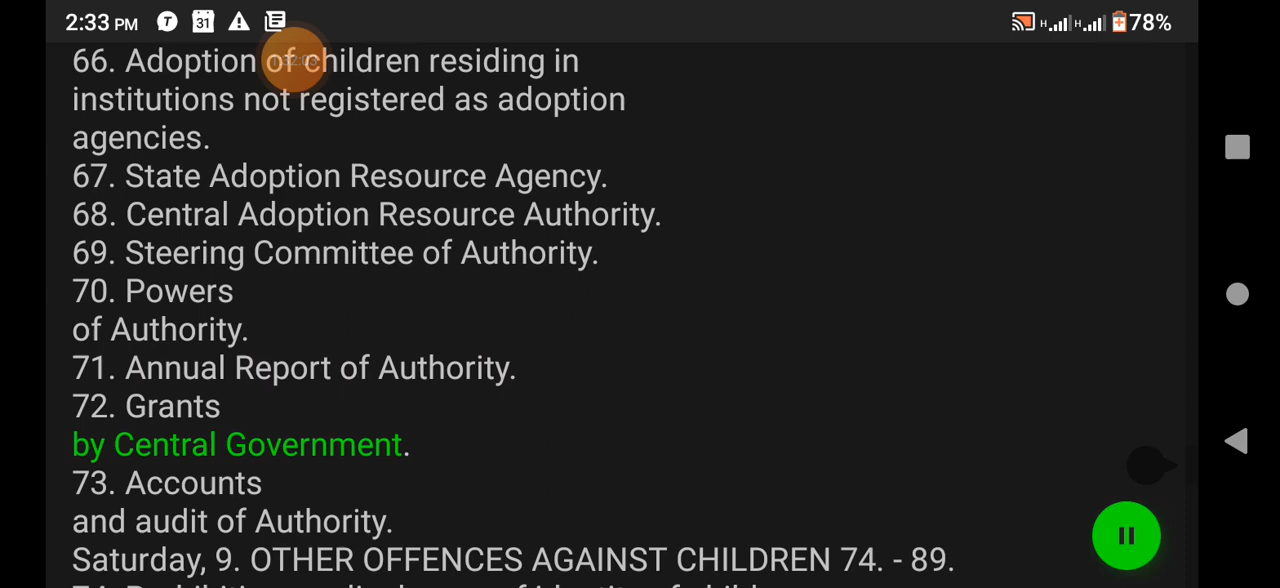 2:33 PM T 31 H H 78%
66. Adoption of children residing in
institutions not registered as adoption
agencies.
67. State Adoption Resource Agency.
68. Central Adoption Resource Authority.
69. Steering Committee of Authority.
70. Powers
of Authority.
71. Annual Report of Authority.
72. Grants
by Central Government.
73. Accounts
and audit of Authority.
Saturday, 9. OTHER OFFENCES AGAINST CHILDREN 74. - 89.